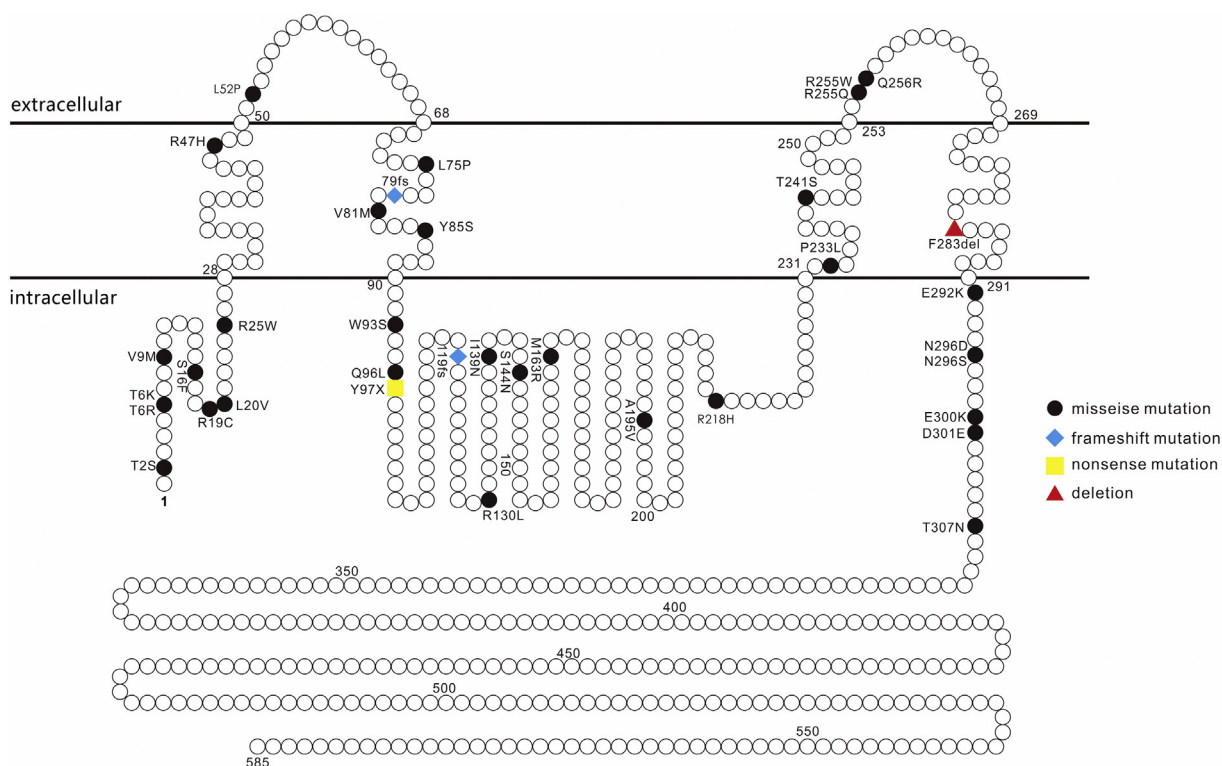 L52P
R255W
R255Q
Q256R
extracellular
50
68
253
269
R47H
250
L75P
79fs
T241S
V81M
Y85S
P233L
F283del
28
90
231
291
intracellular
E292K
R25W
W93S
V9M
S16F
119fs
I139N
S144N
M163R
N296D
N296S
Q96L
Y97X
T6K
T6R
L20V
R19C
A195V
R218H
E300K
D301E
misseise mutation
frameshift mutation
nonsense mutation
deletion
T2S
1
150
R130L
200
T307N
350
400
450
500
550
585